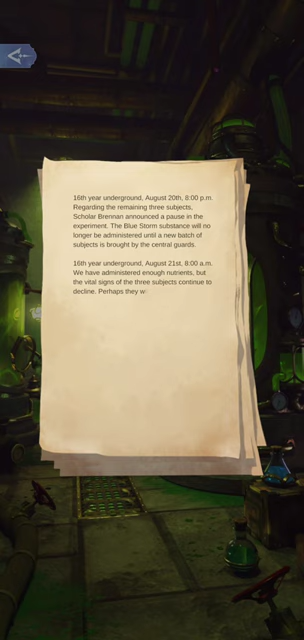 16th year underground, August 20th, 8:00 p.m.
Regarding the remaining three subjects,
Scholar Brennan announced a pause in the
experiment. The Blue Storm substance will no
longer be administered until a new batch of
subjects is brought by the central guards.
16th year underground, August 21st, 8:00 a.m.
We have administered enough nutrients, but
the vital signs of the three subjects continue to
decline. Perhaps they w